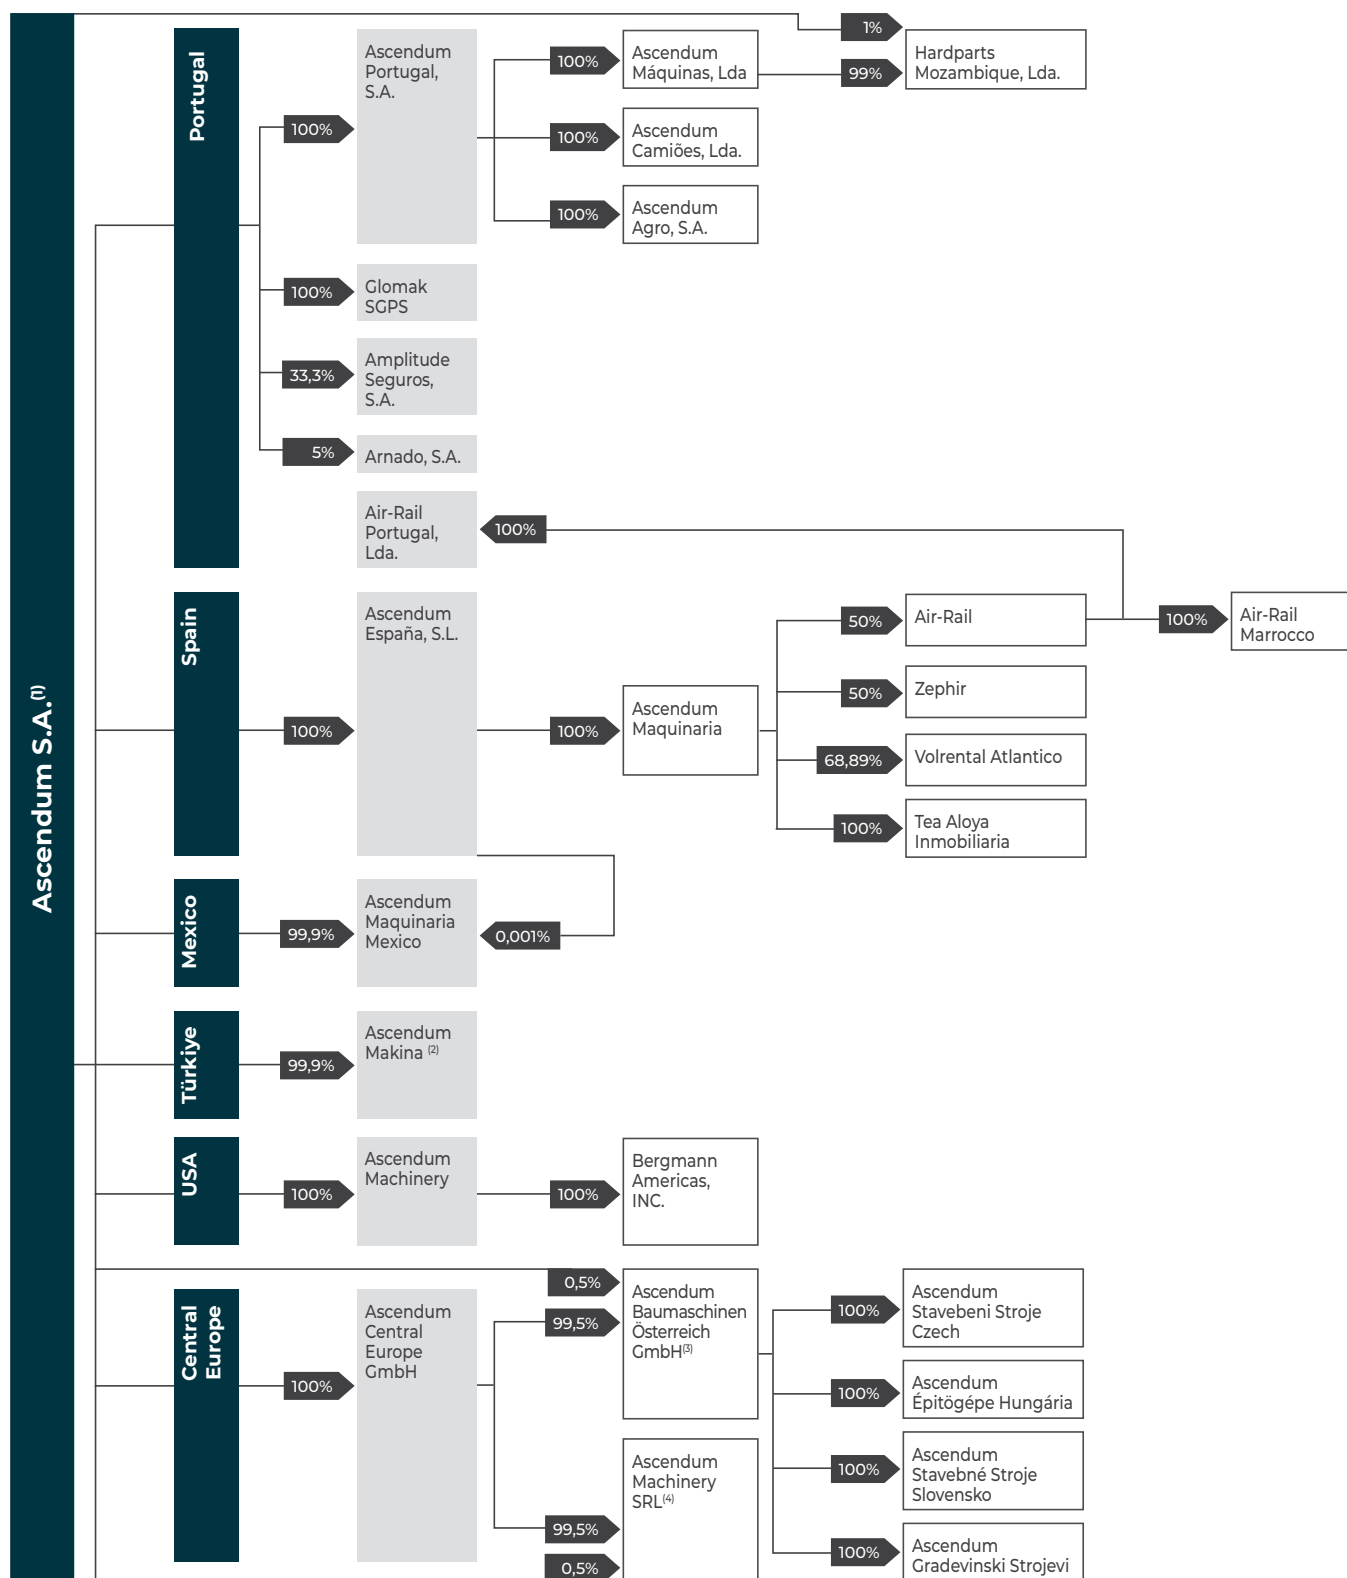 Ascendum S.A.(1)
Portugal
100%
Ascendum
Portugal,
S.A.
100%
Ascendum
Máquinas, Lda
1%
99%
Hardparts
Mozambique, Lda.
100%
Ascendum
Camiões, Lda.
100%
Ascendum
Agro, S.A.
100%
Glomak
SGPS
33,3%
Amplitude
Seguros,
S.A.
5%
Arnado, S.A.
Air-Rail
Portugal,
Lda.
100%
Spain
100%
Ascendum
España, S.L.
100%
Ascendum
Maquinaria
50%
Air-Rail
100%
Air-Rail
Marrocco
50%
Zephir
68,89%
Volrental Atlantico
100%
Tea Aloya
Inmobiliaria
Mexico
99,9%
Ascendum
Maquinaria
Mexico
0,001%
Türkiye
99,9%
Ascendum
Makina (2)
USA
100%
Ascendum
Machinery
100%
Bergmann
Americas,
INC.
Central
Europe
100%
Ascendum
Central
Europe
GmbH
0,5%
99,5%
Ascendum
Baumaschinen
Österreich
GmbH(3)
100%
Ascendum
Stavebeni Stroje
Czech
100%
Ascendum
Épitögépe Hungária
99,5%
0,5%
Ascendum
Machinery
SRL(4)
100%
Ascendum
Stavebné Stroje
Slovensko
100%
Ascendum
Gradevinski Strojevi